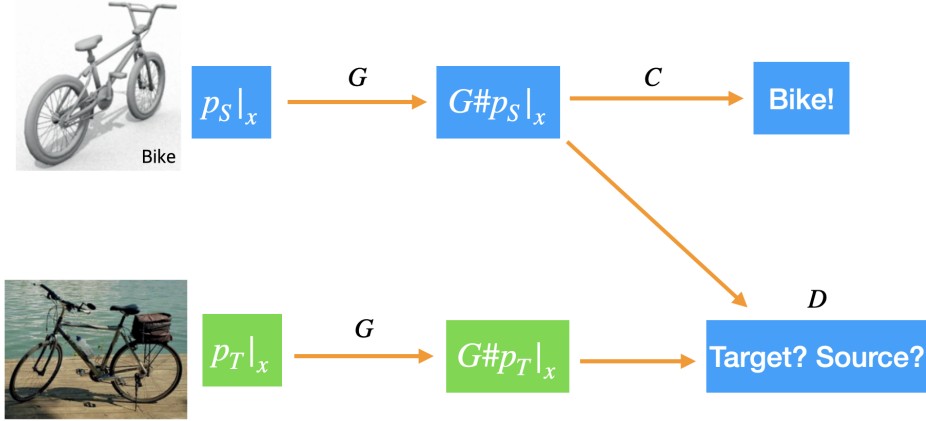 Bike
p_S|_x
G
G#p_S|_x
C
Bike!
p_T|_x
G
G#p_T|_x
D
Target? Source?